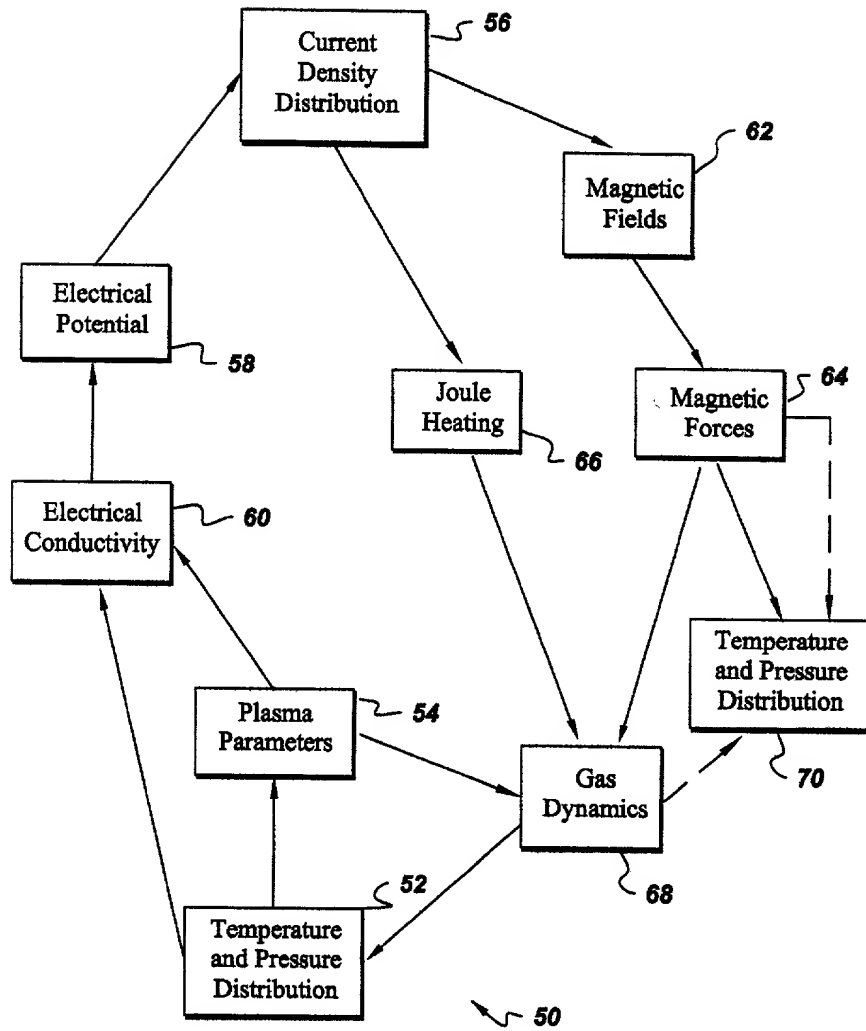 56
Current
Density
Distribution
62
Magnetic
Fields
Electrical
Potential
58
Joule
Heating
66
64
Magnetic
Forces
Electrical
Conductivity
60
Temperature
and Pressure
Distribution
70
Plasma
Parameters
54
Gas
Dynamics
68
52
Temperature
and Pressure
Distribution
50